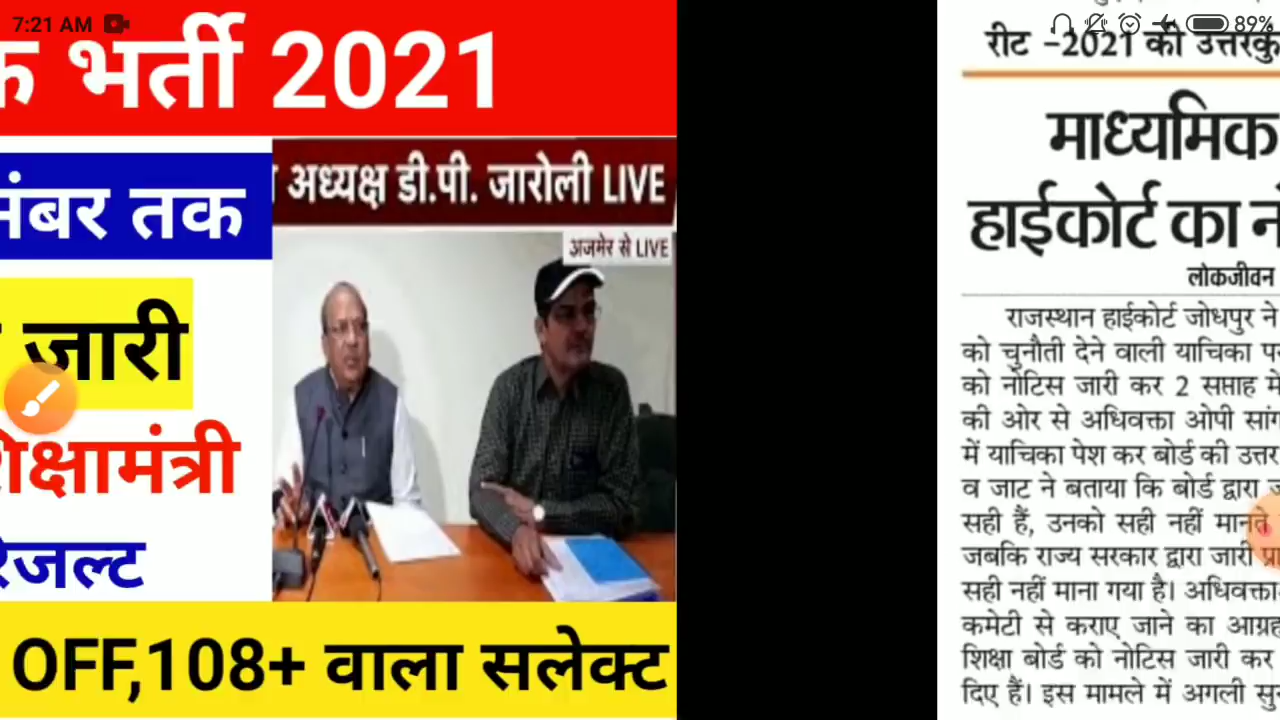 7:21 AM
89%
क भर्ती 2021
अध्यक्ष डी.पी. जारोली LIVE
अजमेर से LIVE
नंबर तक
जारी
शिक्षामंत्री
रिजल्ट
OFF,108+ वाला सलेक्ट
रीट -2021 की उत्तरकु
माध्यमिक
हाईकोर्ट का
लोकजीवन
राजस्थान हाईकोर्ट जोधपुर ने
को चुनौती देने वाली याचिका पर
को नोटिस जारी कर 2 सप्ताह में
की ओर से अधिवक्ता ओपी सांग
में याचिका पेश कर बोर्ड की उत्तर
व जाट ने बताया कि बोर्ड द्वारा
सही हैं, उनको सही नहीं मानते
जबकि राज्य सरकार द्वारा जारी प्रा
सही नहीं माना गया है। अधिवक्ता
कमेटी से कराए जाने का आग्रह
शिक्षा बोर्ड को नोटिस जारी कर
दिए हैं। इस मामले में अगली सु